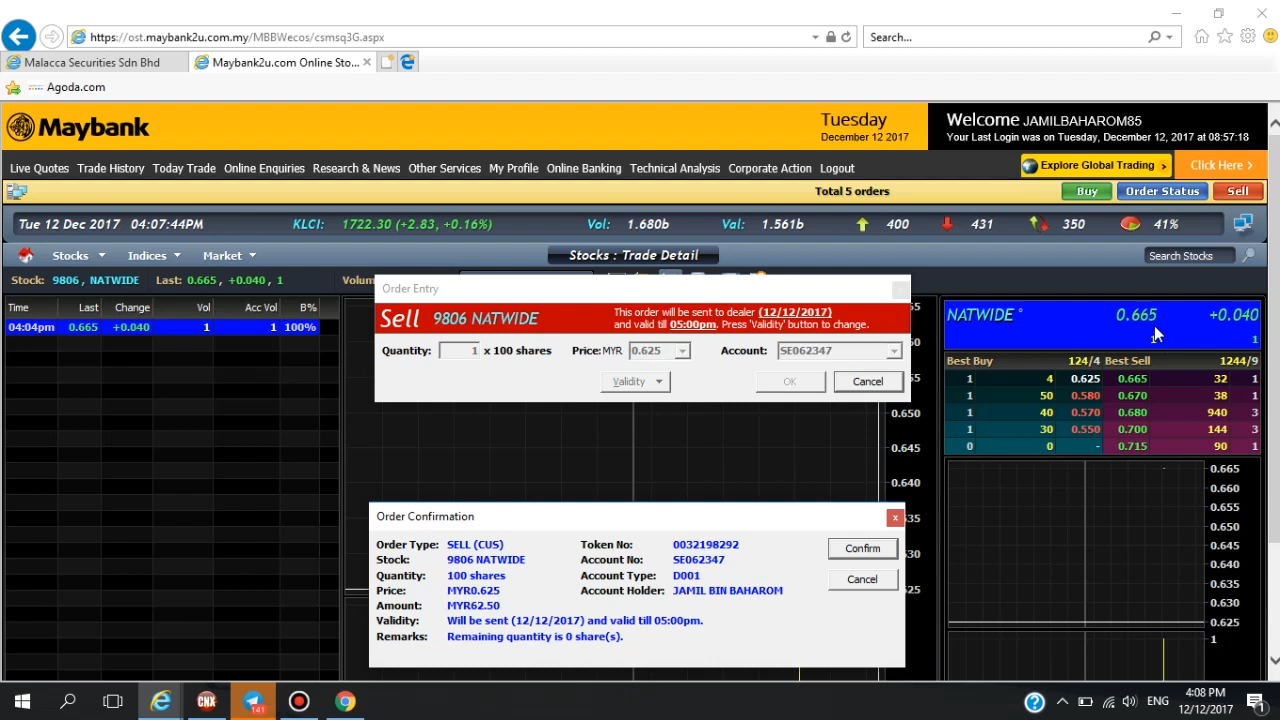 https://ost.maybank2u.com.my/MBBWecos/csmsq3G.aspx
Search...
Malacca Securities Sdn Bhd
Maybank2u.com Online Sto...
Agoda.com
Maybank
Tuesday
December 12 2017
Welcome JAMILBAHAROM85
Your Last Login was on Tuesday, December 12, 2017 at 08:57:18
Live Quotes Trade History Today Trade Online Enquiries Research & News Other Services My Profile Online Banking Technical Analysis Corporate Action Logout
Explore Global Trading >
Click Here >
Total 5 orders
Buy Order Status Sell
Tue 12 Dec 2017 04:07:44PM KLCI: 1722.30 (+2.83, +0.16%) Vol: 1.680b Val: 1.561b 400 431 350 41%
Stocks Indices Market
Stocks : Trade Detail
Search Stocks
Stock: 9806 , NATWIDE Last: 0.665 , +0.040 , 1
Time Last Change Vol Acc Vol B%
04:04pm 0.665 +0.040 1 1 100%
Order Entry
Sell 9806 NATWIDE
This order will be sent to dealer (12/12/2017)
and valid till 05:00pm. Press 'Validity' button to change.
Quantity: 1 x 100 shares Price: MYR 0.625 Account: SE062347
Validity OK Cancel
0.650
0.645
0.640
Order Confirmation
Order Type: SELL (CUS) Token No: 0032198292
Stock: 9806 NATWIDE Account No: SE062347
Quantity: 100 shares Account Type: D001
Price: MYR0.625 Account Holder: JAMIL BIN BAHAROM
Amount: MYR62.50
Validity: Will be sent (12/12/2017) and valid till 05:00pm.
Remarks: Remaining quantity is 0 share(s).
Confirm
Cancel
NATWIDE ° 0.665 +0.040
1 1
Best Buy 124/4 Best Sell 1244/9
1 4 0.625 0.665 32 1
1 50 0.580 0.670 38 1
1 40 0.570 0.680 940 3
1 30 0.550 0.700 144 3
0 0 - 0.715 90 1
0.665
0.660
0.655
0.650
0.645
0.640
0.635
0.630
0.625
1
CNX
141
ENG
4:08 PM
12/12/2017
1